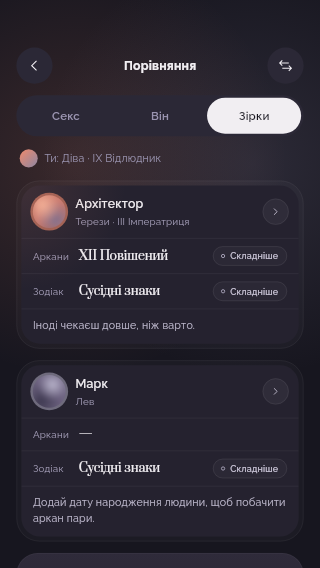 Порівняння
Секс
Він
Зірки
Ти: Діва · IX Відлюдник
Архітектор
Терези · III Імператриця
Аркани XII Повішений Складніше
Зодіак Сусідні знаки Складніше
Іноді чекаєш довше, ніж варто.
Марк
Лев
Аркани —
Зодіак Сусідні знаки Складніше
Додай дату народження людини, щоб побачити
аркан пари.